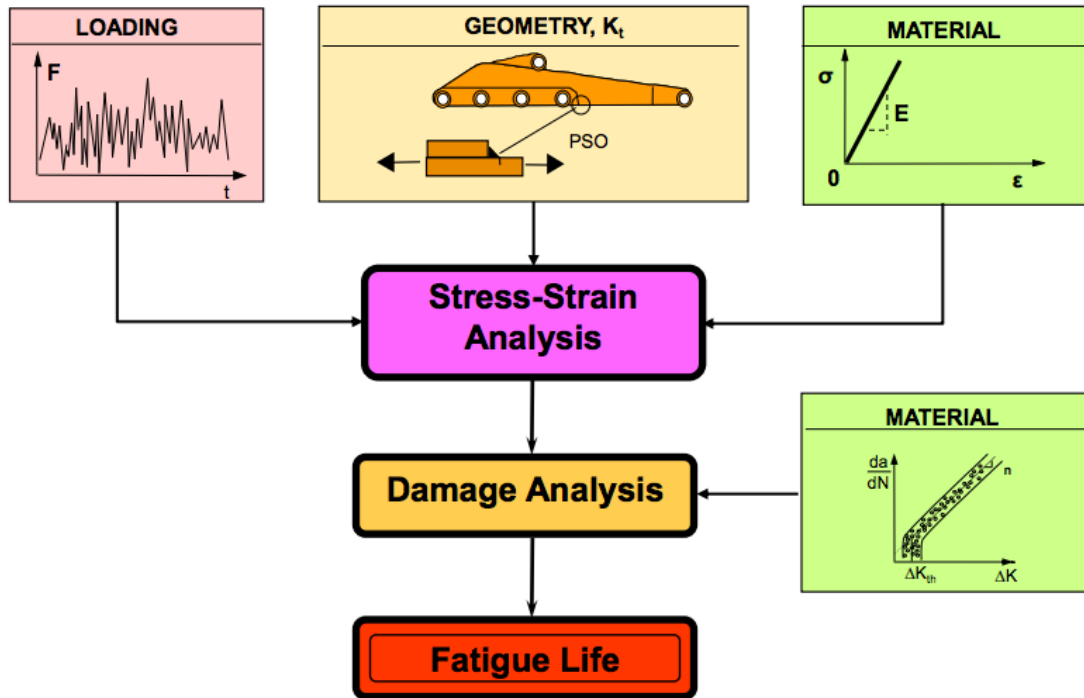 LOADING
F
t
GEOMETRY, Kt
PSO
MATERIAL
σ
E
0
ε
Stress-Strain
Analysis
Damage Analysis
MATERIAL
da
dN
n
ΔKth
ΔK
Fatigue Life